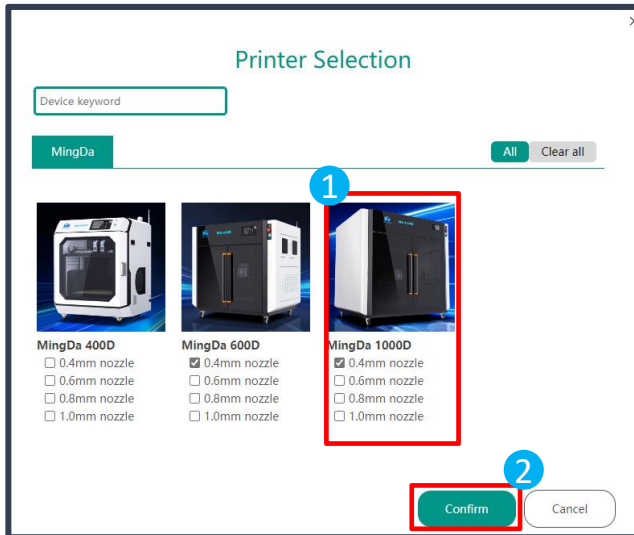 ×
Printer Selection
Device keyword
MingDa
All Clear all
1
MingDa 400D
0.4mm nozzle
0.6mm nozzle
0.8mm nozzle
1.0mm nozzle
MingDa 600D
0.4mm nozzle
0.6mm nozzle
0.8mm nozzle
1.0mm nozzle
MingDa 1000D
0.4mm nozzle
0.6mm nozzle
0.8mm nozzle
1.0mm nozzle
2
Confirm Cancel